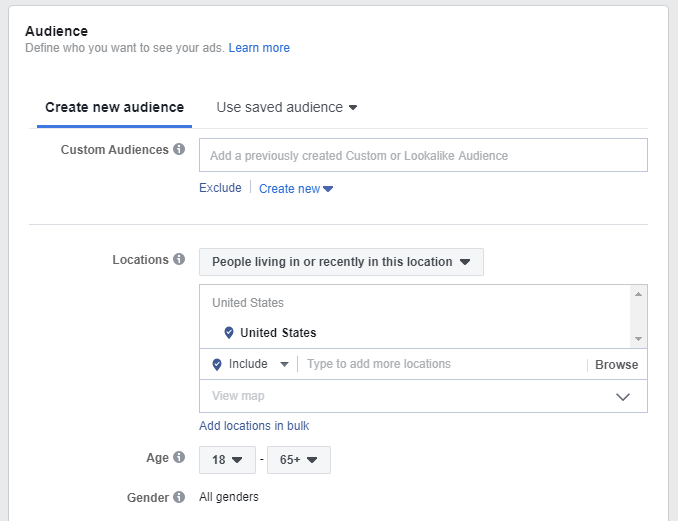 Audience
Define who you want to see your ads. Learn more
Create new audience Use saved audience
Custom Audiences Add a previously created Custom or Lookalike Audience
Exclude Create new
Locations People living in or recently in this location
United States
United States
Include Type to add more locations Browse
View map
Add locations in bulk
Age 18 - 65+
Gender All genders